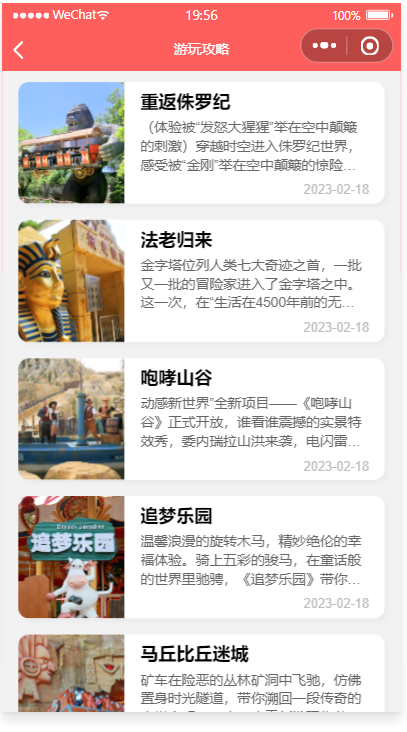 WeChat
19:56
100%
游玩攻略
重返侏罗纪
（体验被“发怒大猩猩”举在空中颠簸
的刺激）穿越时空进入侏罗纪世界，
感受被“金刚”举在空中颠簸的惊险…
2023-02-18
法老归来
金字塔位列人类七大奇迹之首，一批
又一批的冒险家进入了金字塔之中。
这一次，在“生活在4500年前的无…
2023-02-18
咆哮山谷
动感新世界”全新项目——《咆哮山
谷》正式开放，谁看谁震撼的实景特
效秀，委内瑞拉山洪来袭，电闪雷…
2023-02-18
Dream Paradise
追梦乐园
追梦乐园
温馨浪漫的旋转木马，精妙绝伦的幸
福体验。骑上五彩的骏马，在童话般
的世界里驰骋，《追梦乐园》带你…
2023-02-18
马丘比丘迷城
矿车在险恶的丛林矿洞中飞驰，仿佛
置身时光隧道，带你溯回一段传奇的